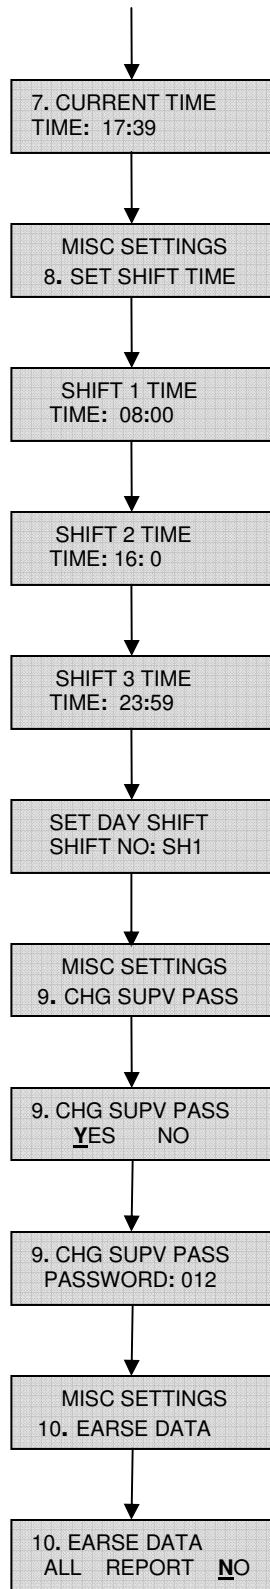 7. CURRENT TIME
TIME: 17:39
MISC SETTINGS
8. SET SHIFT TIME
SHIFT 1 TIME
TIME: 08:00
SHIFT 2 TIME
TIME: 16: 0
SHIFT 3 TIME
TIME: 23:59
SET DAY SHIFT
SHIFT NO: SH1
MISC SETTINGS
9. CHG SUPV PASS
9. CHG SUPV PASS
YES NO
9. CHG SUPV PASS
PASSWORD: 012
MISC SETTINGS
10. EARSE DATA
10. EARSE DATA
ALL REPORT NO